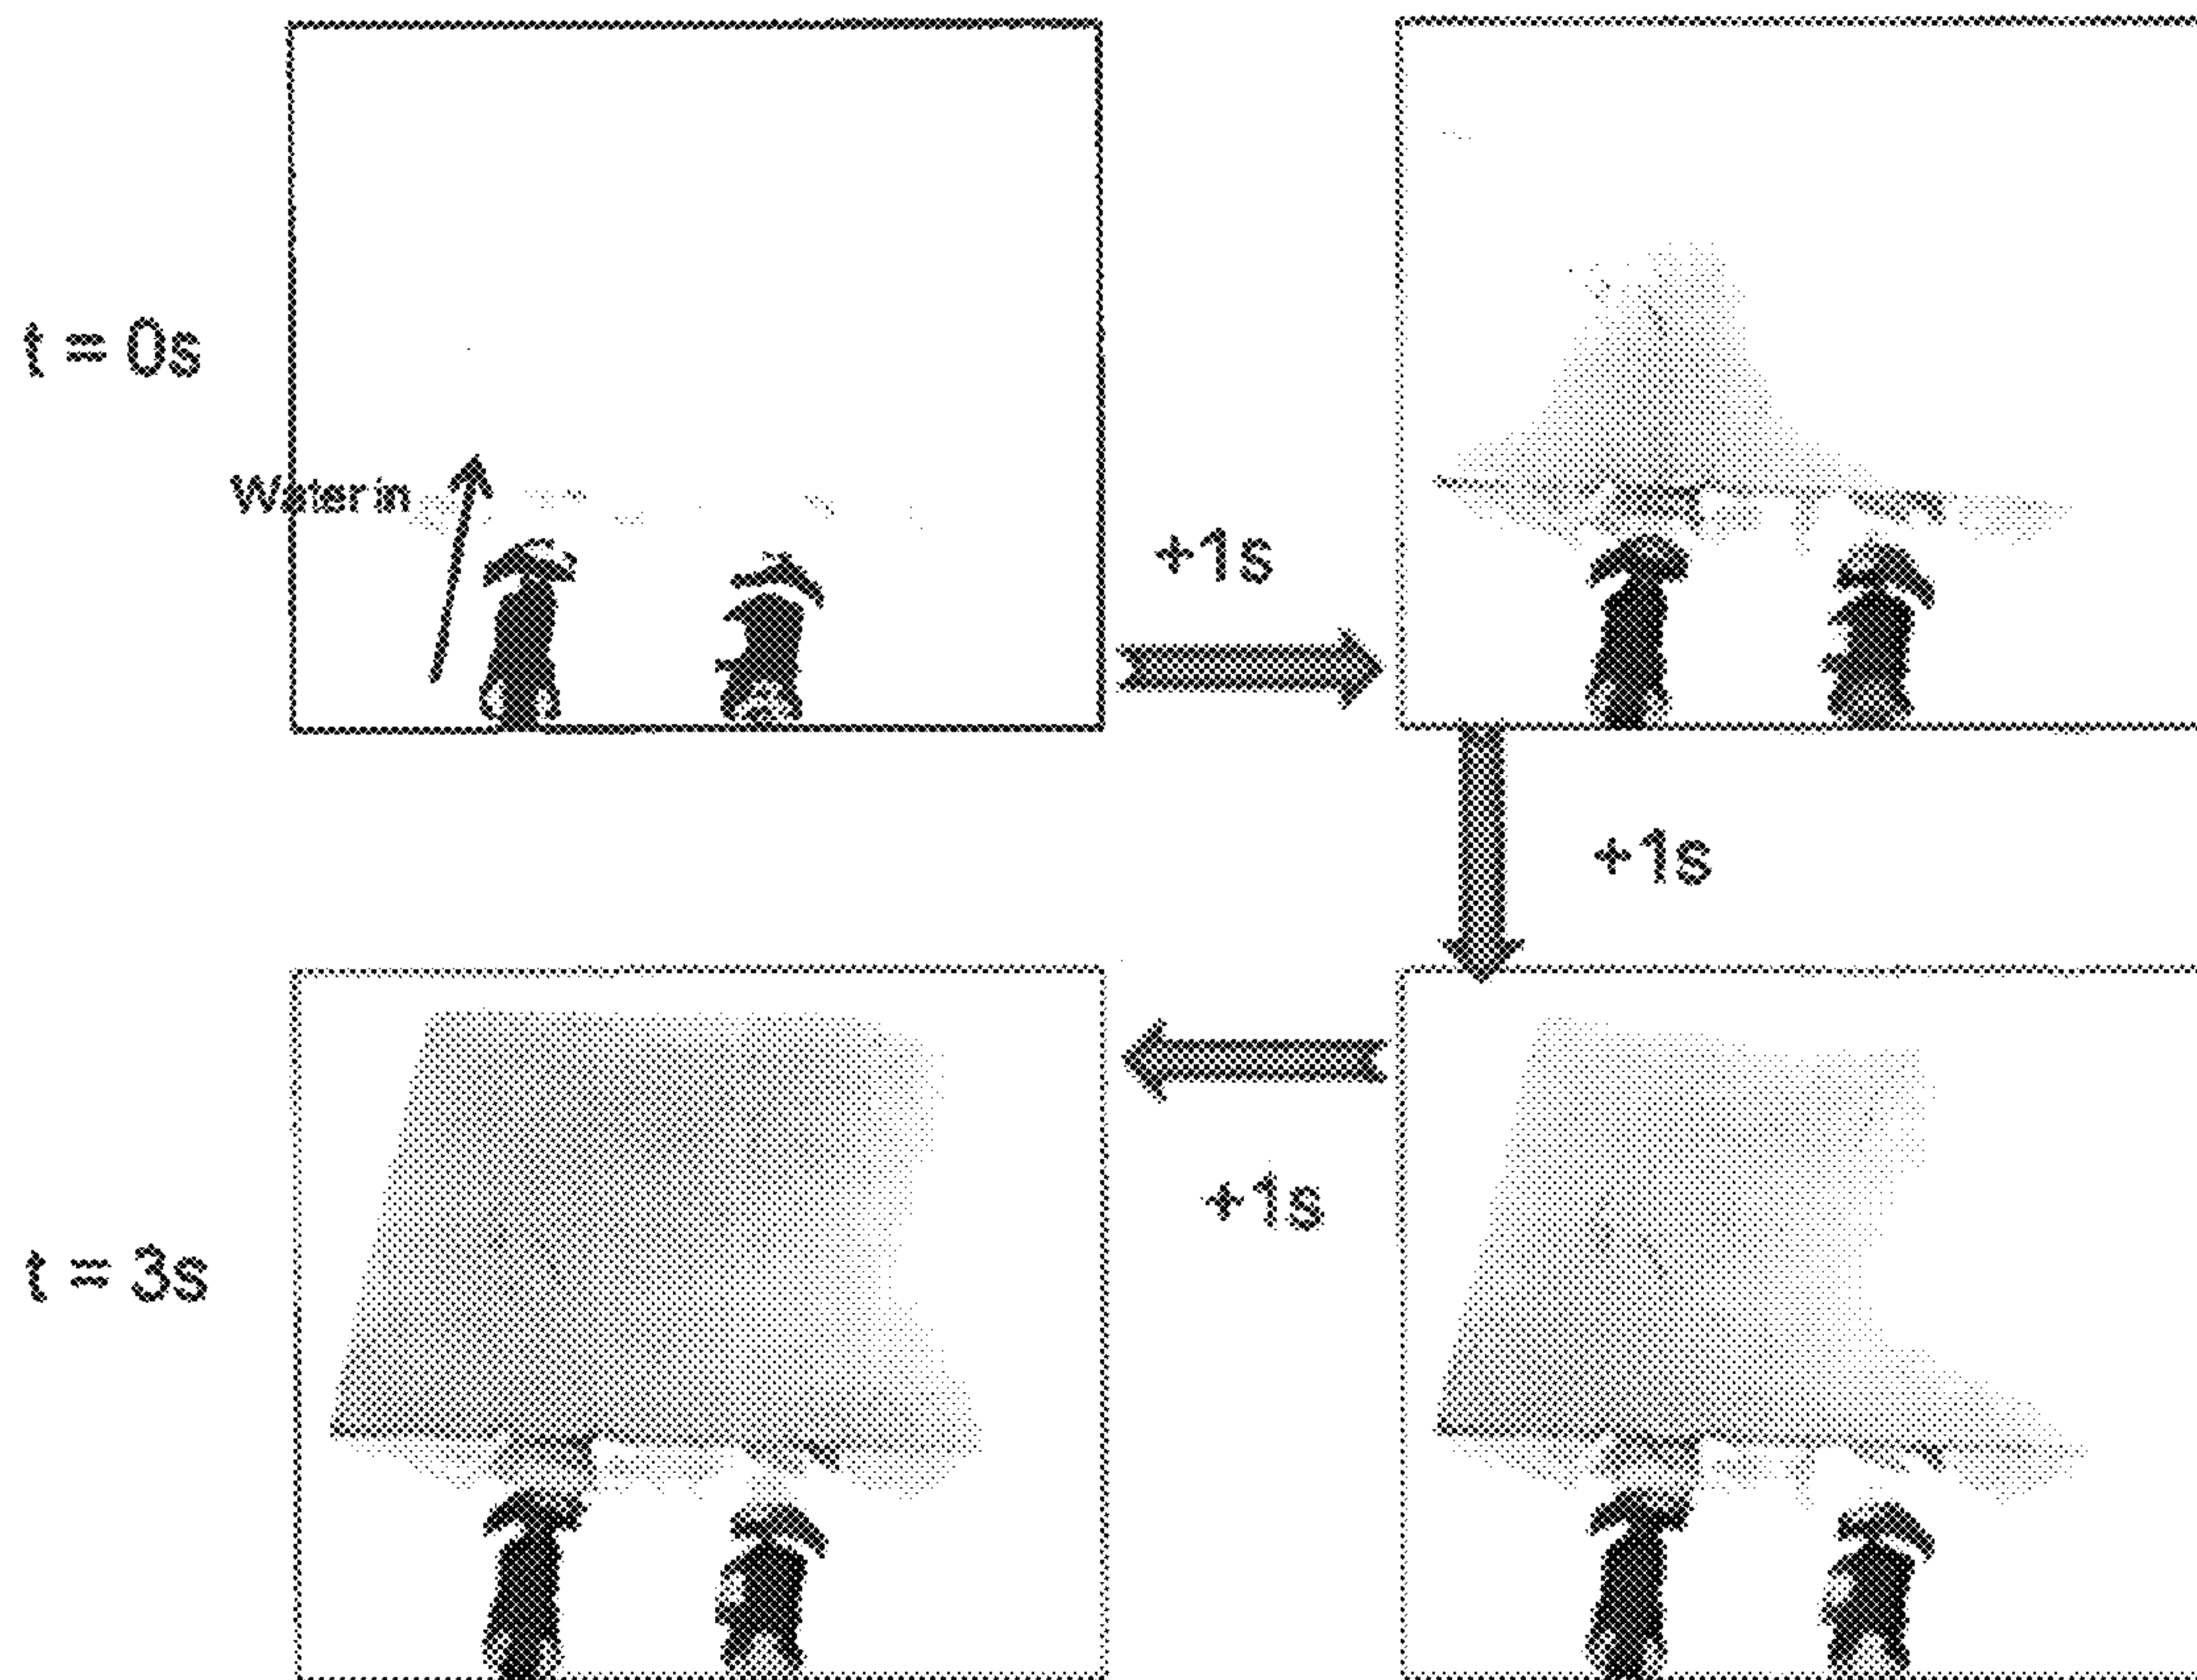 t = 0s
Water in
+1s
+1s
+1s
t = 3s